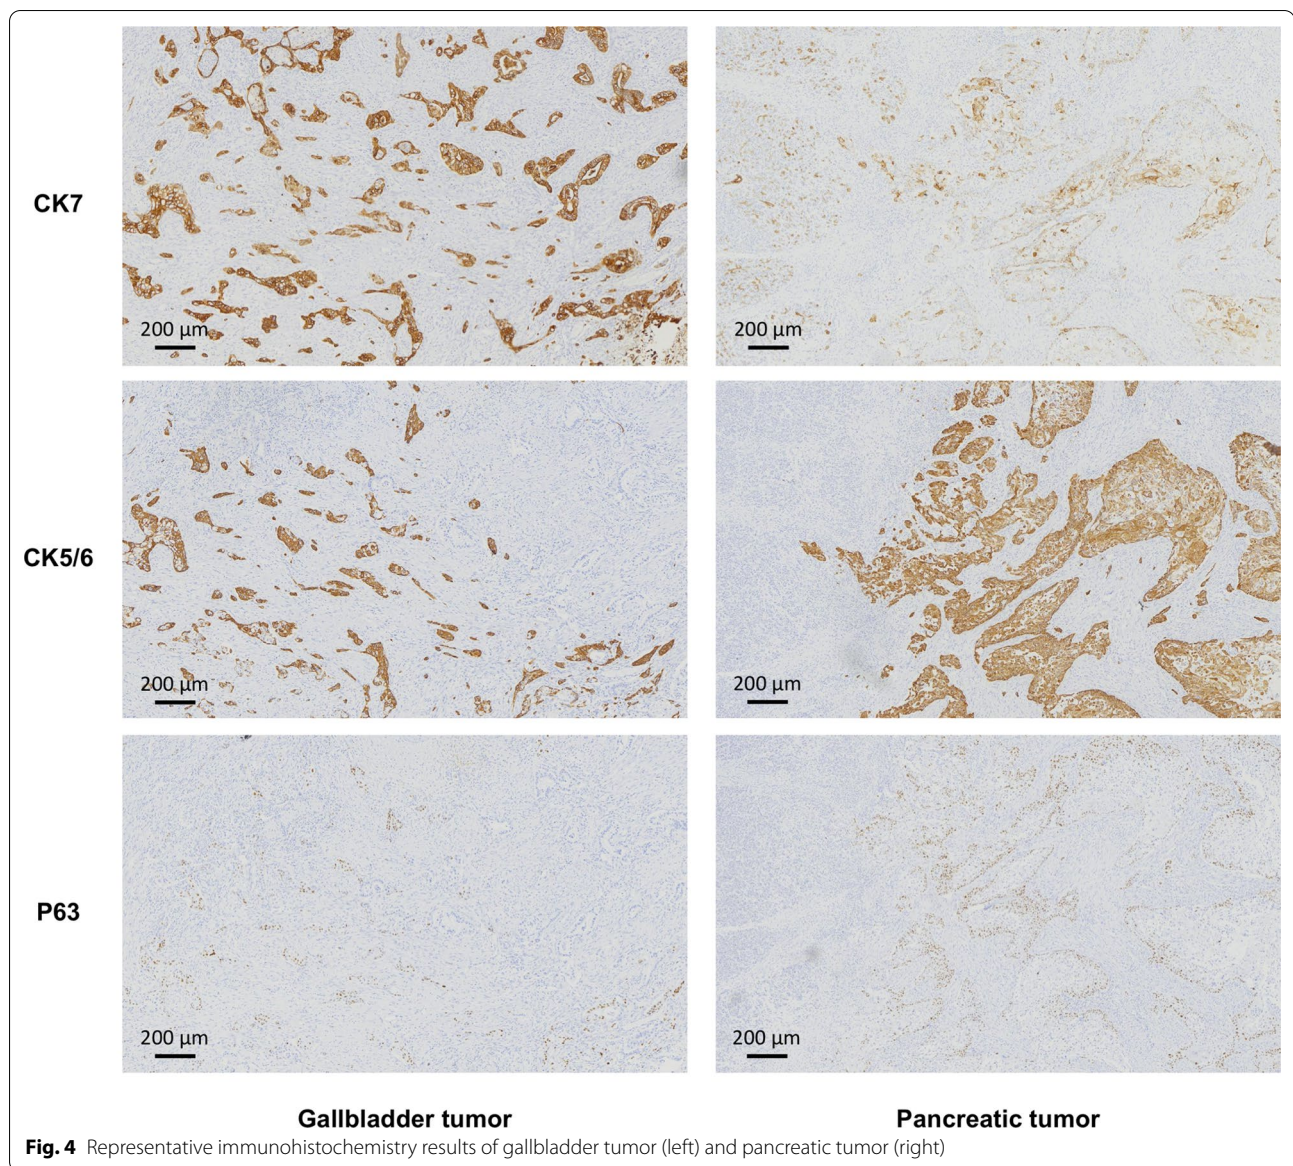 CK7
200 µm
200 µm
CK5/6
200 µm
200 µm
P63
200 µm
200 µm
Gallbladder tumor
Pancreatic tumor
Fig. 4 Representative immunohistochemistry results of gallbladder tumor (left) and pancreatic tumor (right)